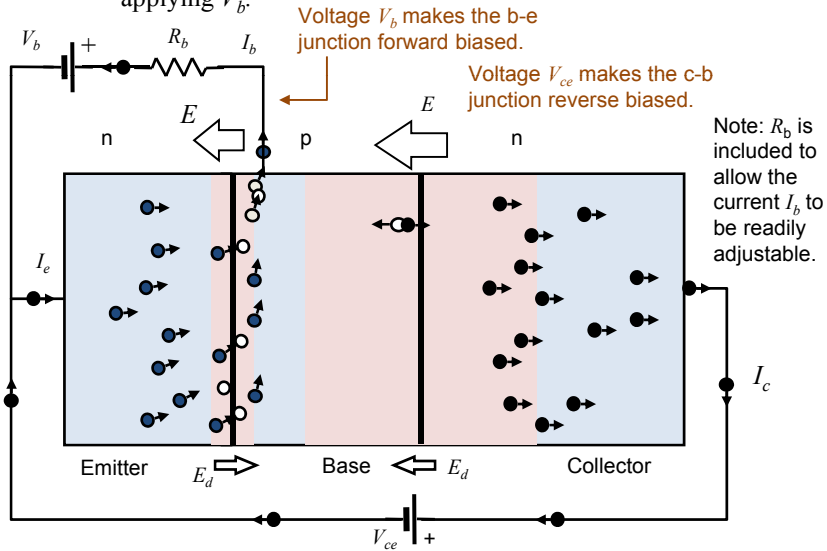 applying V_b.
Voltage V_b makes the b-e
junction forward biased.
V_b
+
R_b
I_b
Voltage V_ce makes the c-b
junction reverse biased.
E
E
n
p
n
Note: R_b is
included to
allow the
current I_b to
be readily
adjustable.
I_e
I_c
Emitter
E_d
Base
E_d
Collector
V_ce
+